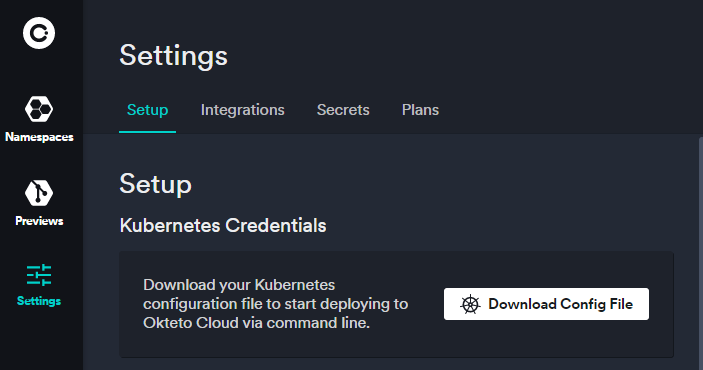 Settings
Setup
Integrations
Secrets
Plans
Namespaces
Previews
Settings
Setup
Kubernetes Credentials
Download your Kubernetes
configuration file to start deploying to
Okteto Cloud via command line.
Download Config File